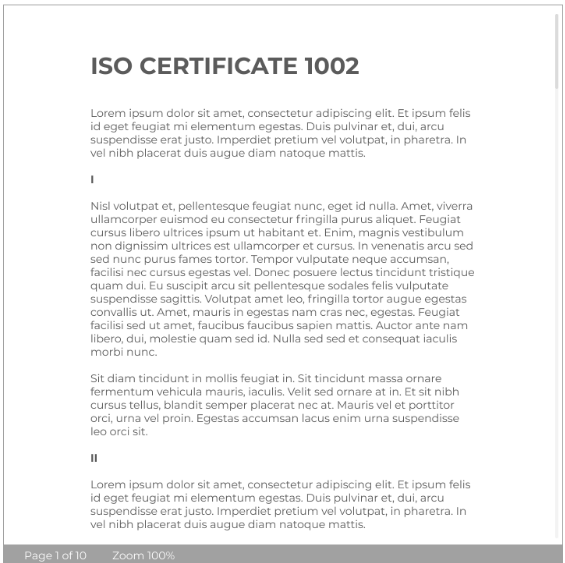 ISO CERTIFICATE 1002
Lorem ipsum dolor sit amet, consectetur adipiscing elit. Et ipsum felis
id eget feugiat mi elementum egestas. Duis pulvinar et, dui, arcu
suspendisse erat justo. Imperdiet pretium vel volutpat, in pharetra. In
vel nibh placerat duis augue diam natoque mattis.
I
Nisl volutpat et, pellentesque feugiat nunc, eget id nulla. Amet, viverra
ullamcorper euismod eu consectetur fringilla purus aliquet. Feugiat
cursus libero ultrices ipsum ut habitant et. Enim, magnis vestibulum
non dignissim ultrices est ullamcorper et cursus. In venenatis arcu sed
sed nunc purus fames tortor. Tempor vulputate neque accumsan,
facilisi nec cursus egestas vel. Donec posuere lectus tincidunt tristique
quam dui. Eu suscipit arcu sit pellentesque sodales felis vulputate
suspendisse sagittis. Volutpat amet leo, fringilla tortor augue egestas
convallis ut. Amet, mauris in egestas nam cras nec, egestas. Feugiat
facilisi sed ut amet, faucibus faucibus sapien mattis. Auctor ante nam
libero, dui, molestie quam sed id. Nulla sed sed et consequat iaculis
morbi nunc.
Sit diam tincidunt in mollis feugiat in. Sit tincidunt massa ornare
fermentum vehicula mauris, iaculis. Velit sed ornare at in. Et sit nibh
cursus tellus, blandit semper placerat nec at. Mauris vel et porttitor
orci, urna vel proin. Egestas accumsan lacus enim urna suspendisse
leo orci sit.
II
Lorem ipsum dolor sit amet, consectetur adipiscing elit. Et ipsum felis
id eget feugiat mi elementum egestas. Duis pulvinar et, dui, arcu
suspendisse erat justo. Imperdiet pretium vel volutpat, in pharetra. In
vel nibh placerat duis augue diam natoque mattis.
Page 1 of 10 Zoom 100%